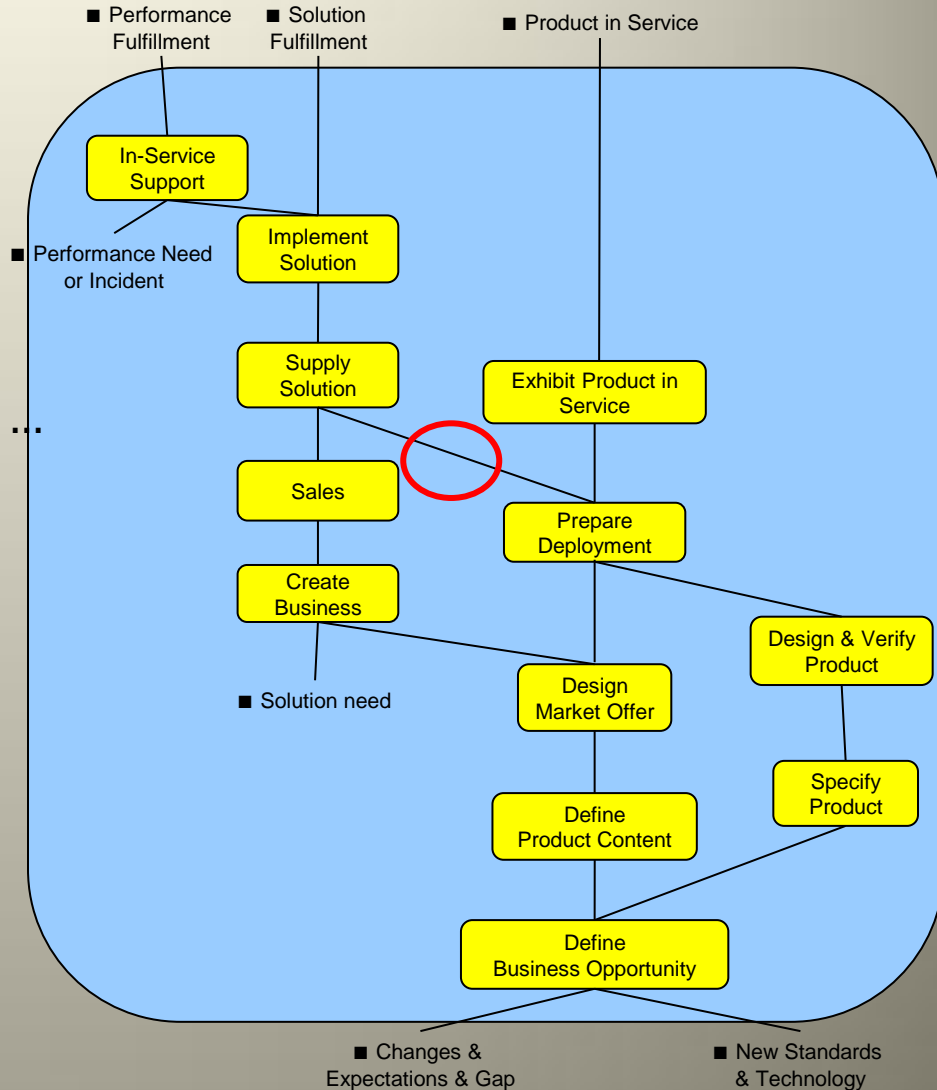 ■ Performance
Fulfillment
■ Solution
Fulfillment
■ Product in Service
In-Service
Support
■ Performance Need
or Incident
Implement
Solution
Supply
Solution
Exhibit Product in
Service
...
Sales
Prepare
Deployment
Create
Business
Design & Verify
Product
■ Solution need
Design
Market Offer
Specify
Product
Define
Product Content
Define
Business Opportunity
■ Changes &
Expectations & Gap
■ New Standards
& Technology